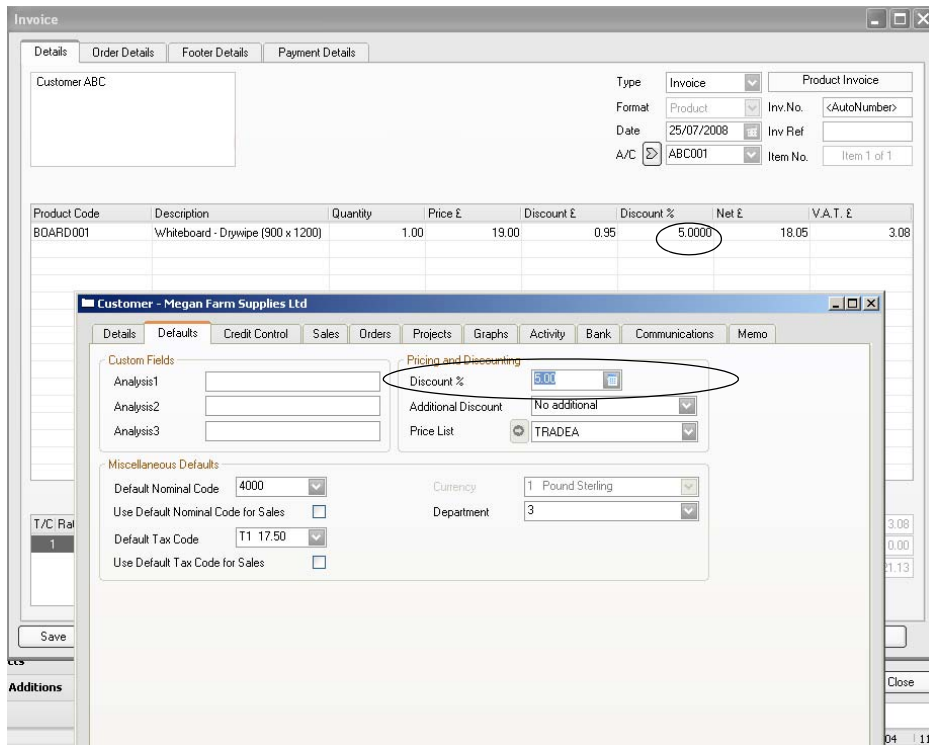 Invoice
Details Order Details Footer Details Payment Details
Customer ABC
Type Invoice Product Invoice
Format Product Inv.No. <AutoNumber>
Date 25/07/2008 Inv Ref
A/C ABC001 Item No. Item 1 of 1
Product Code Description Quantity Price £ Discount £ Discount % Net £ V.A.T. £
BOARD001 Whiteboard - Drywipe (900 x 1200) 1.00 19.00 0.95 5.0000 18.05 3.08
Customer - Megan Farm Supplies Ltd
Details Defaults Credit Control Sales Orders Projects Graphs Activity Bank Communications Memo
Custom Fields Pricing and Discounting
Analysis1 Discount % 5.00
Analysis2 Additional Discount No additional
Analysis3 Price List TRADEA
Miscellaneous Defaults
Default Nominal Code 4000 Currency 1 Pound Sterling
Use Default Nominal Code for Sales Department 3
Default Tax Code T1 17.50
Use Default Tax Code for Sales
T/C 3.08
1 0.00
21.13
Save
Additions Close
04 11